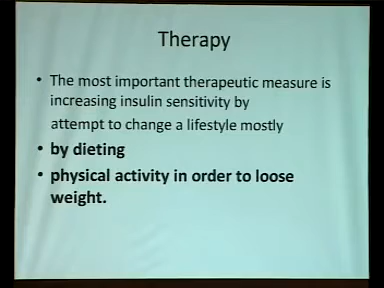 Therapy
• The most important therapeutic measure is
increasing insulin sensitivity by
attempt to change a lifestyle mostly
• by dieting
• physical activity in order to loose
weight.